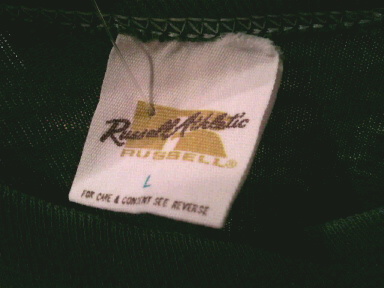 Russell Athletic
RUSSELL®
L
FOR CARE & CONTENT SEE REVERSE